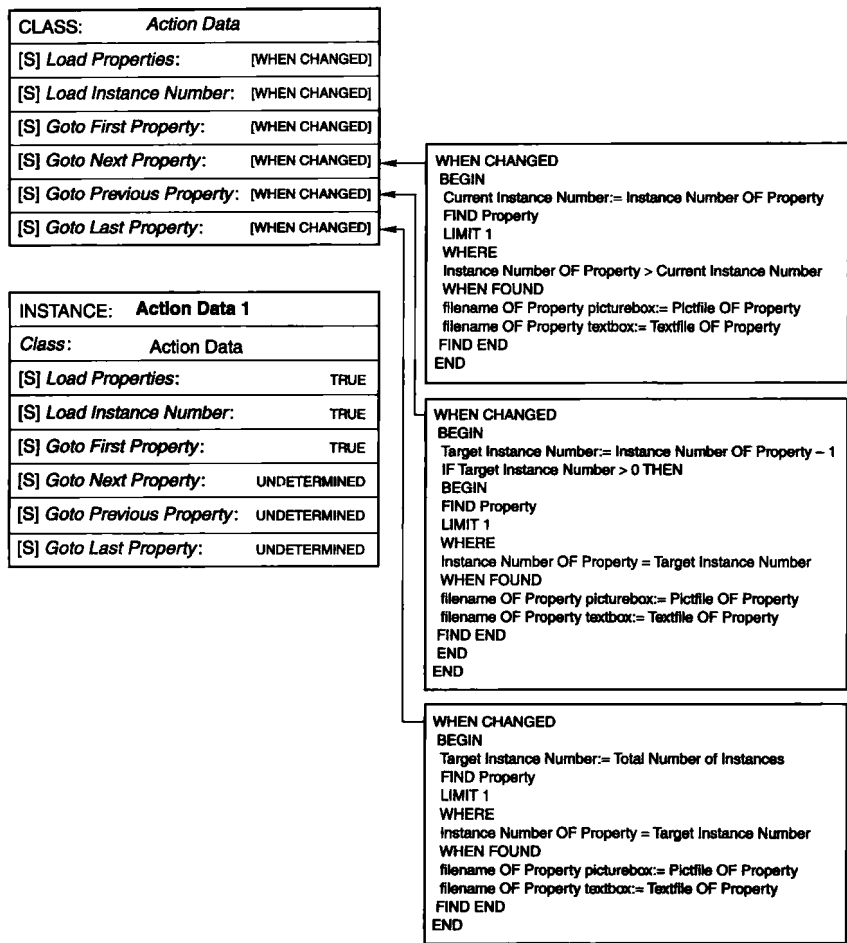 CLASS: Action Data
[S] Load Properties: [WHEN CHANGED]
[S] Load Instance Number: [WHEN CHANGED]
[S] Goto First Property: [WHEN CHANGED]
[S] Goto Next Property: [WHEN CHANGED]
[S] Goto Previous Property: [WHEN CHANGED]
[S] Goto Last Property: [WHEN CHANGED]
INSTANCE: Action Data 1
Class: Action Data
[S] Load Properties: TRUE
[S] Load Instance Number: TRUE
[S] Goto First Property: TRUE
[S] Goto Next Property: UNDETERMINED
[S] Goto Previous Property: UNDETERMINED
[S] Goto Last Property: UNDETERMINED
WHEN CHANGED
BEGIN
Current Instance Number:= Instance Number OF Property
FIND Property
LIMIT 1
WHERE
Instance Number OF Property > Current Instance Number
WHEN FOUND
filename OF Property picturebox:= Pictfile OF Property
filename OF Property textbox:= Textfile OF Property
FIND END
END
WHEN CHANGED
BEGIN
Target Instance Number:= Instance Number OF Property – 1
IF Target Instance Number > 0 THEN
BEGIN
FIND Property
LIMIT 1
WHERE
Instance Number OF Property = Target Instance Number
WHEN FOUND
filename OF Property picturebox:= Pictfile OF Property
filename OF Property textbox:= Textfile OF Property
FIND END
END
END
WHEN CHANGED
BEGIN
Target Instance Number:= Total Number of Instances
FIND Property
LIMIT 1
WHERE
Instance Number OF Property = Target Instance Number
WHEN FOUND
filename OF Property picturebox:= Pictfile OF Property
filename OF Property textbox:= Textfile OF Property
FIND END
END